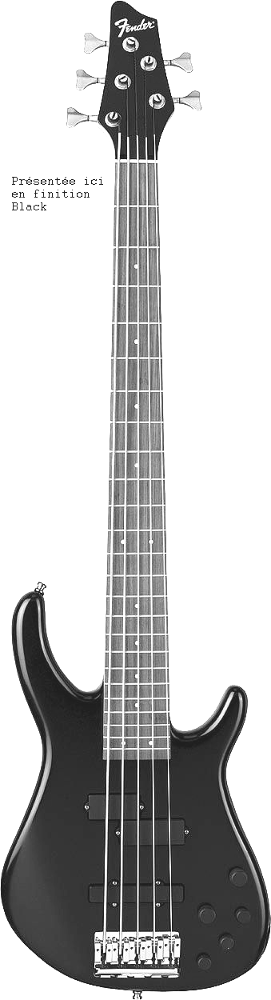 Fender
Présentée ici
en finition
Black